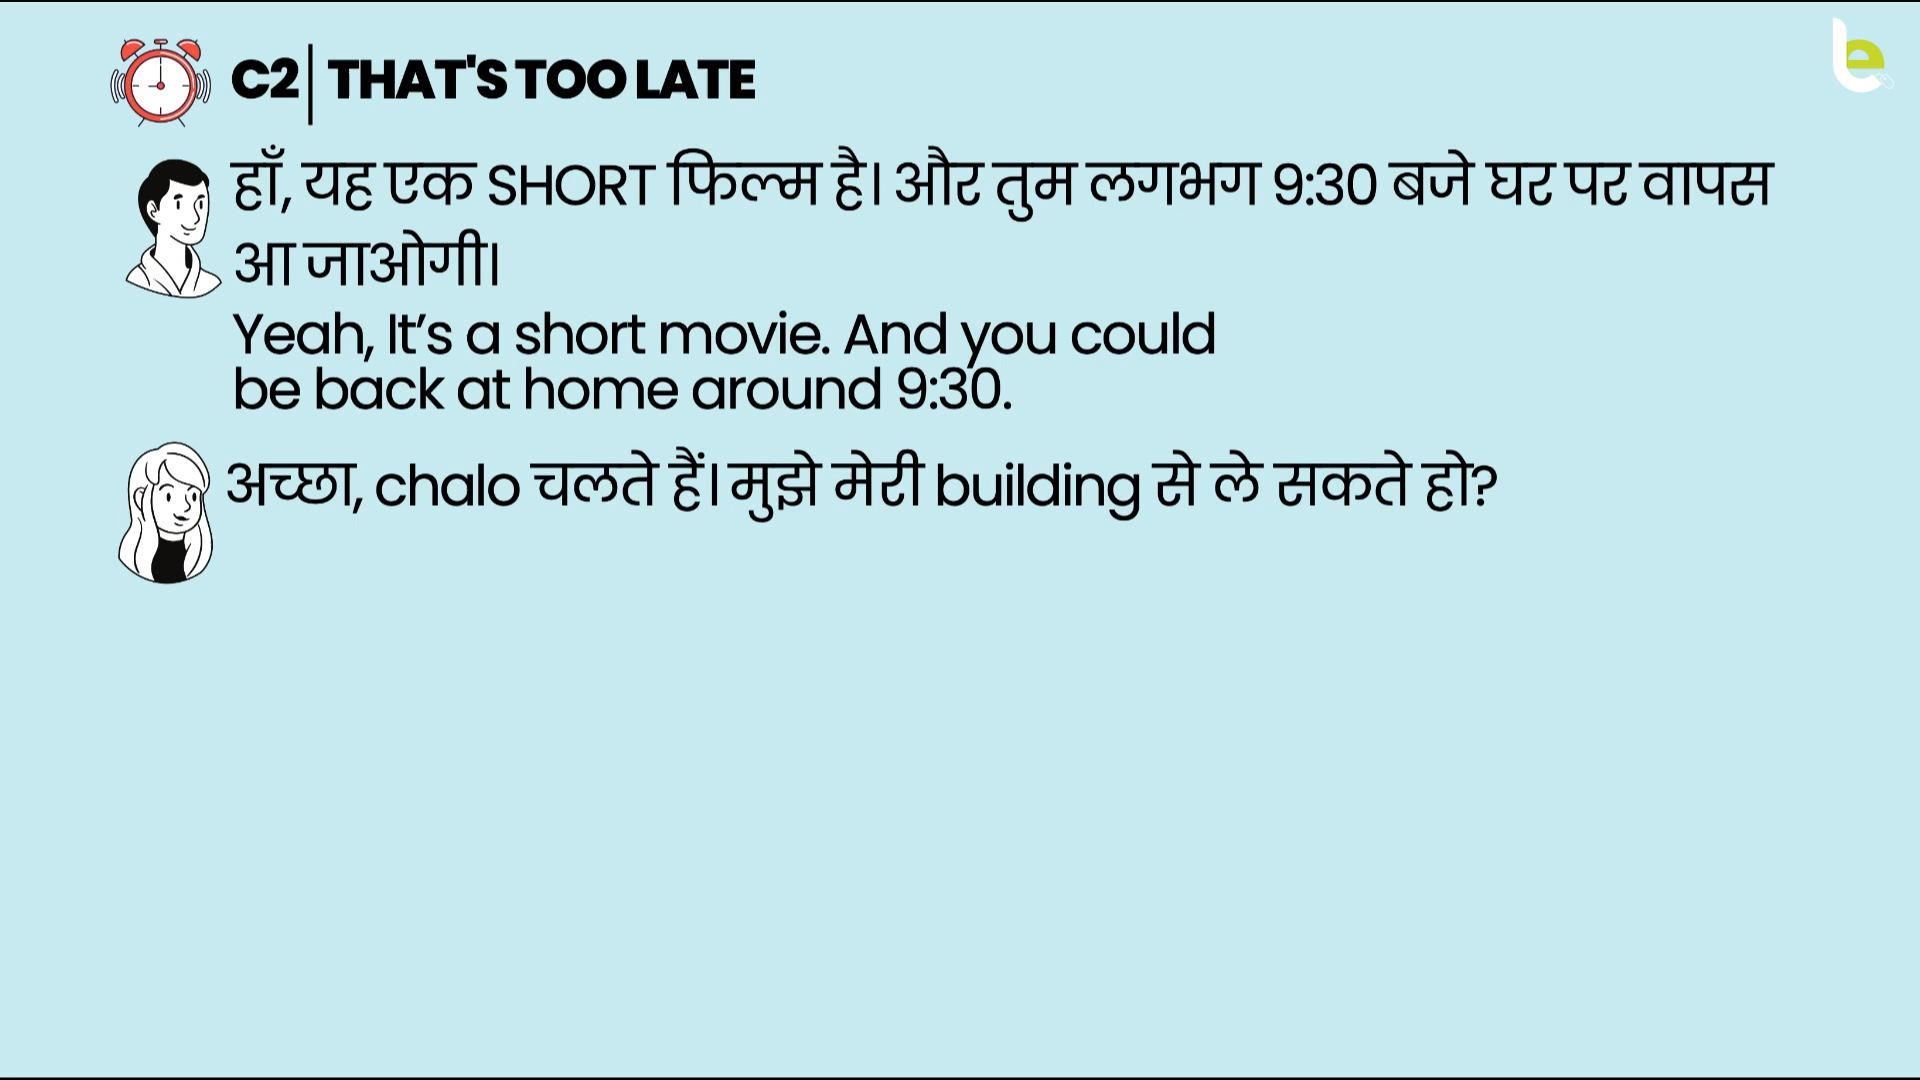 C2 THAT'S TOO LATE
हाँ, यह एक SHORT फिल्म है। और तुम लगभग 9:30 बजे घर पर वापस
आ जाओगी।
Yeah, It’s a short movie. And you could
be back at home around 9:30.
अच्छा, chalo चलते हैं। मुझे मेरी building से ले सकते हो?